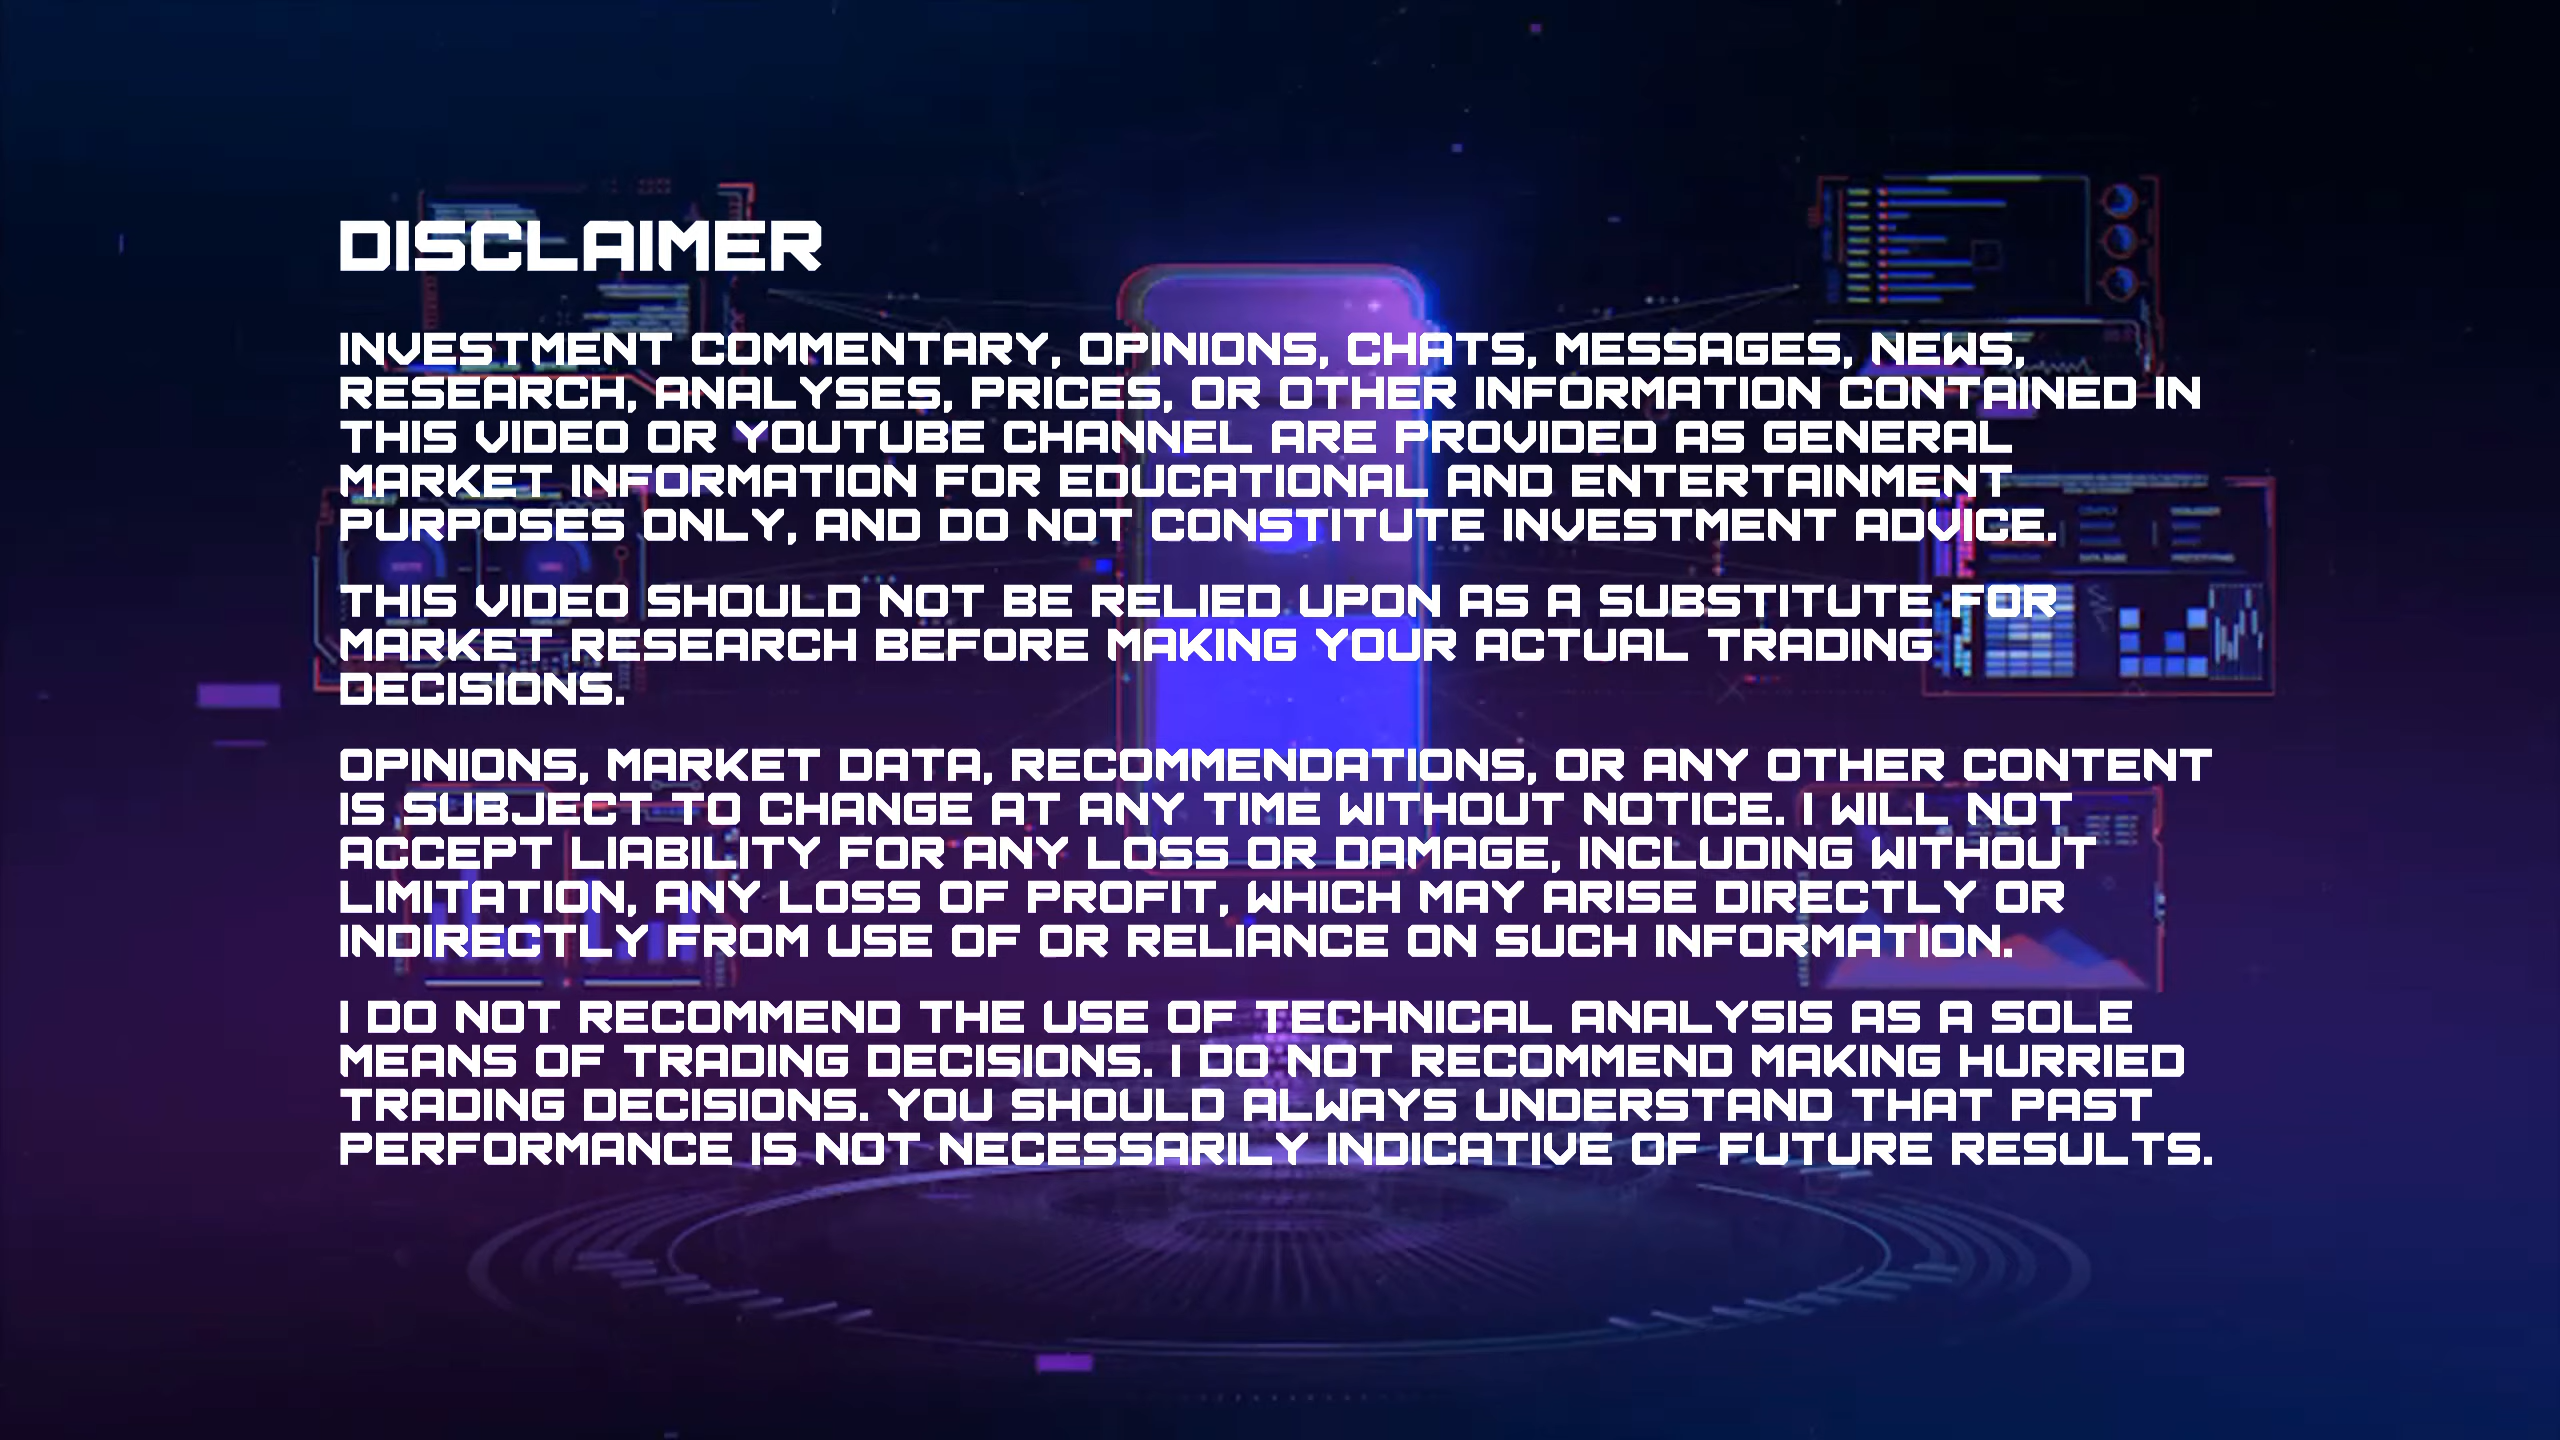 DISCLAIMER
INVESTMENT COMMENTARY, OPINIONS, CHATS, MESSAGES, NEWS,
RESEARCH, ANALYSES, PRICES, OR OTHER INFORMATION CONTAINED IN
THIS VIDEO OR YOUTUBE CHANNEL ARE PROVIDED AS GENERAL
MARKET INFORMATION FOR EDUCATIONAL AND ENTERTAINMENT
PURPOSES ONLY, AND DO NOT CONSTITUTE INVESTMENT ADVICE.
THIS VIDEO SHOULD NOT BE RELIED UPON AS A SUBSTITUTE FOR
MARKET RESEARCH BEFORE MAKING YOUR ACTUAL TRADING
DECISIONS.
OPINIONS, MARKET DATA, RECOMMENDATIONS, OR ANY OTHER CONTENT
IS SUBJECT TO CHANGE AT ANY TIME WITHOUT NOTICE. I WILL NOT
ACCEPT LIABILITY FOR ANY LOSS OR DAMAGE, INCLUDING WITHOUT
LIMITATION, ANY LOSS OF PROFIT, WHICH MAY ARISE DIRECTLY OR
INDIRECTLY FROM USE OF OR RELIANCE ON SUCH INFORMATION.
I DO NOT RECOMMEND THE USE OF TECHNICAL ANALYSIS AS A SOLE
MEANS OF TRADING DECISIONS. I DO NOT RECOMMEND MAKING HURRIED
TRADING DECISIONS. YOU SHOULD ALWAYS UNDERSTAND THAT PAST
PERFORMANCE IS NOT NECESSARILY INDICATIVE OF FUTURE RESULTS.